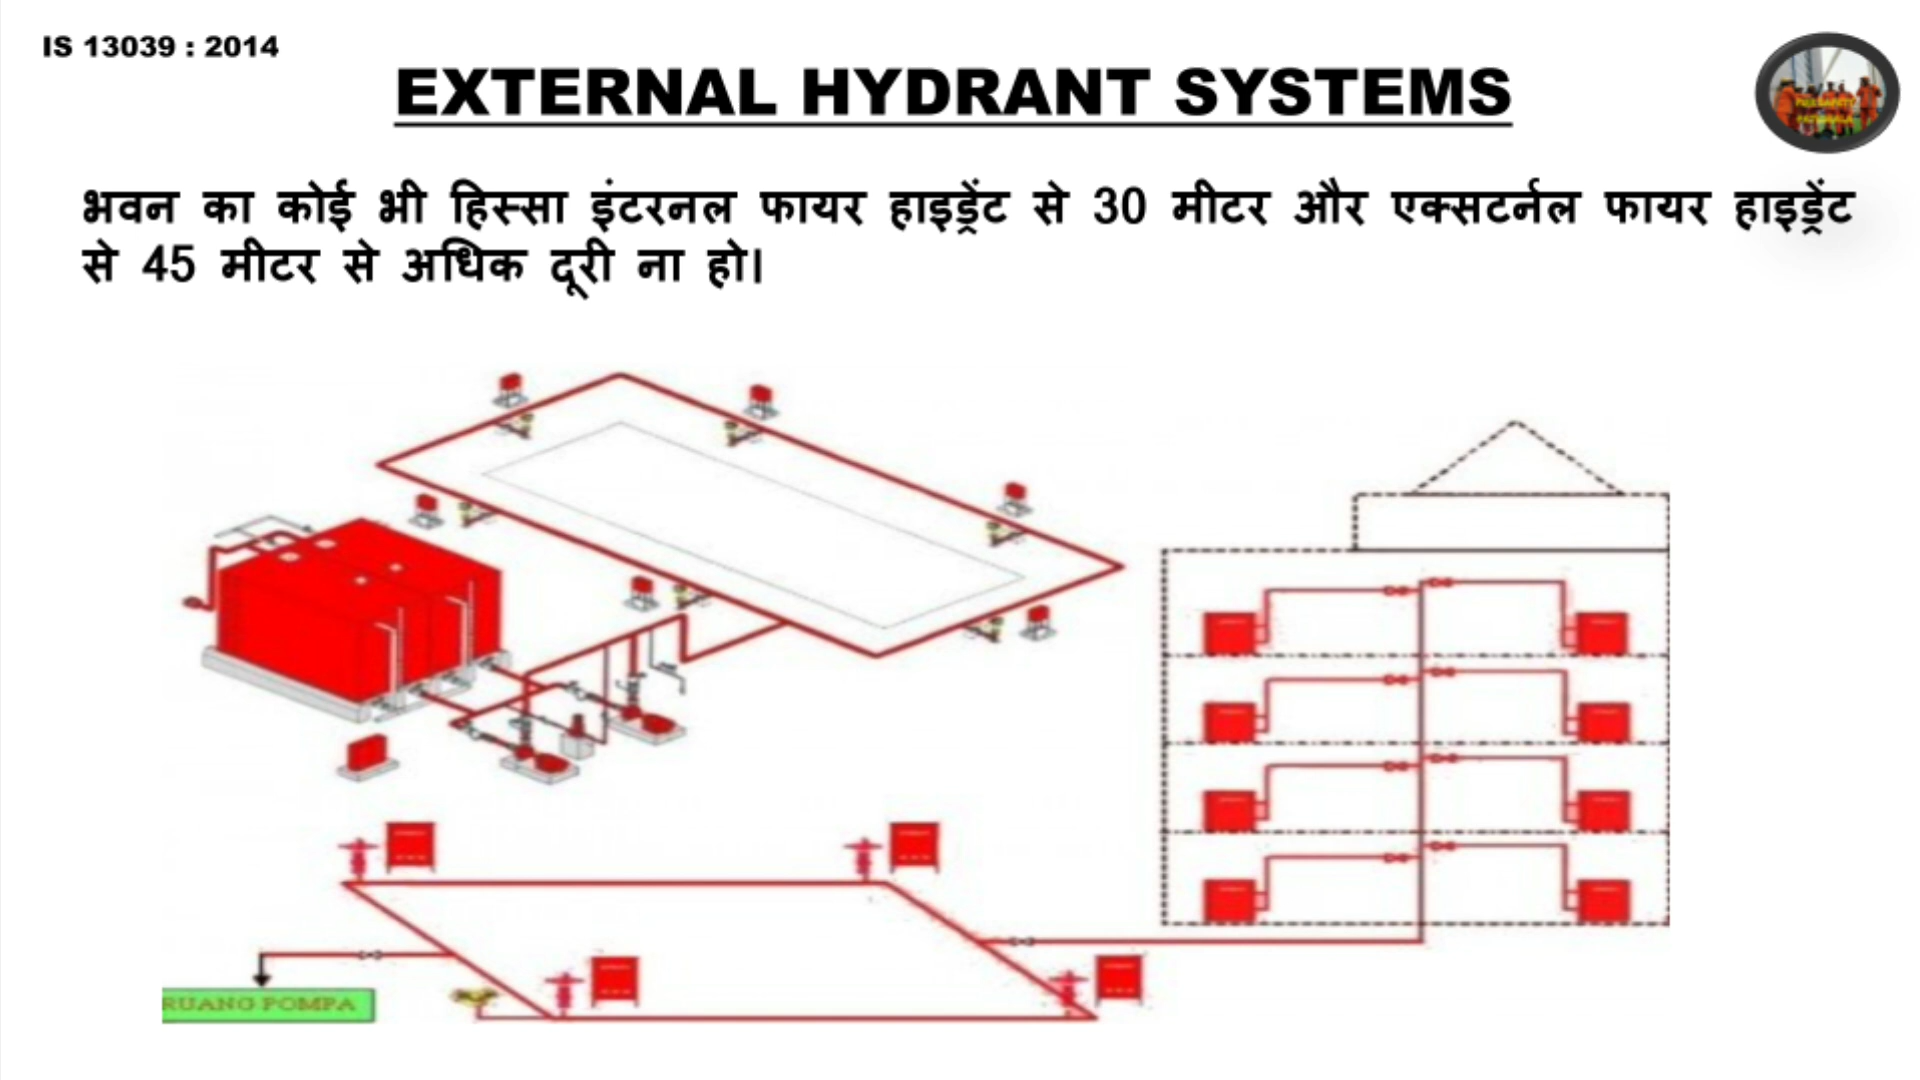 IS 13039 : 2014
EXTERNAL HYDRANT SYSTEMS
भवन का कोई भी हिस्सा इंटरनल फायर हाइड्रेंट से 30 मीटर और एक्सटर्नल फायर हाइड्रेंट
से 45 मीटर से अधिक दूरी ना हो।
RUANG POMPA